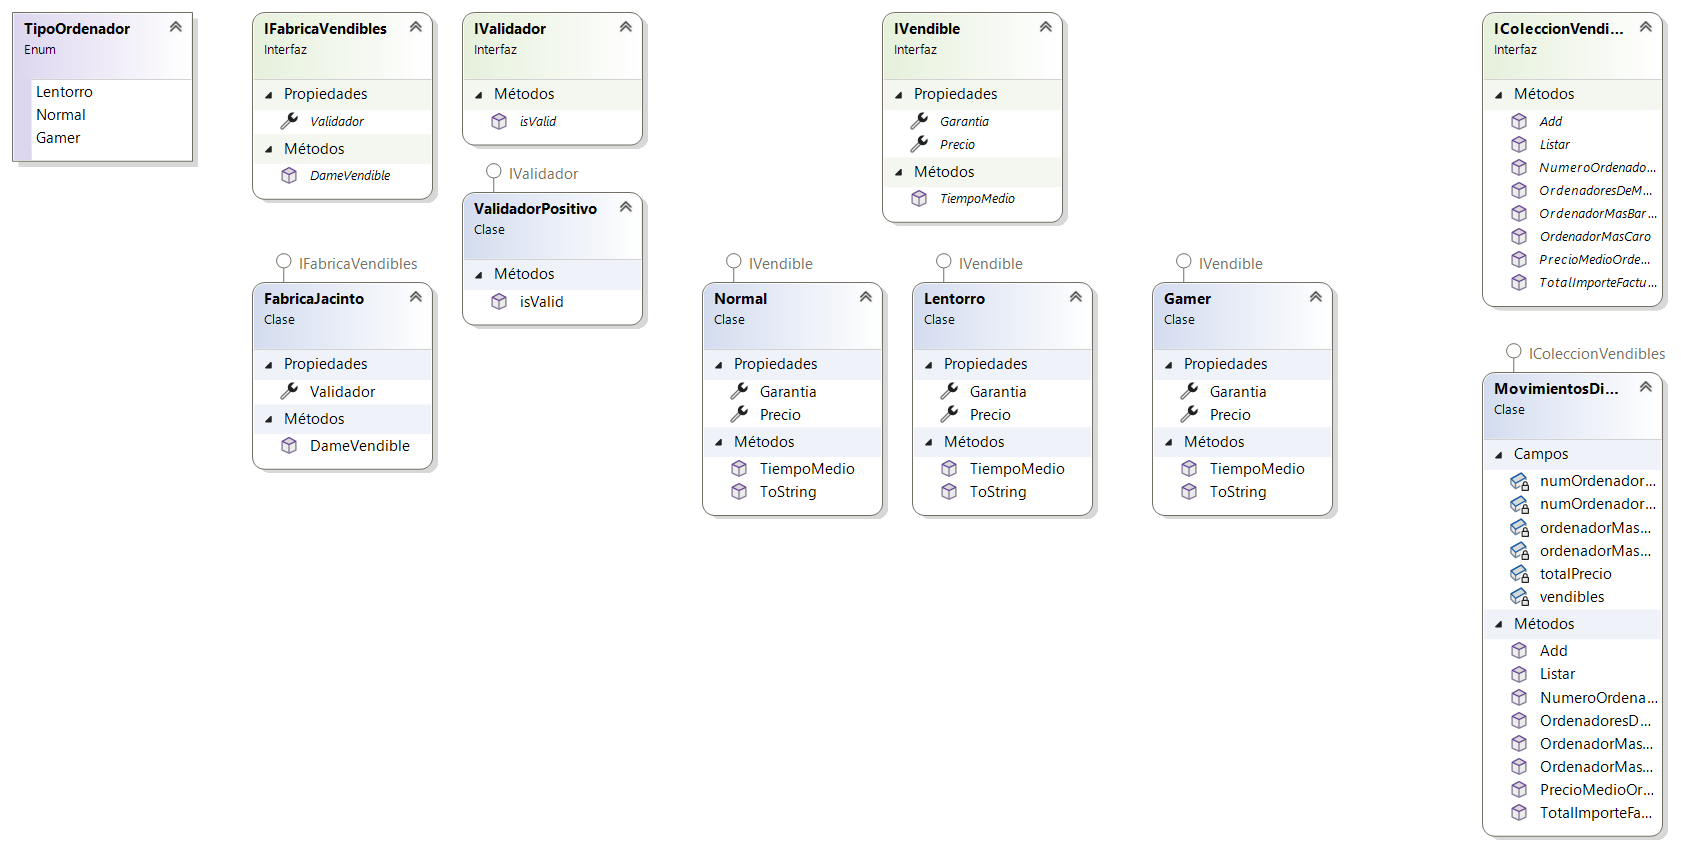 TipoOrdenador
Enum
Lentorro
Normal
Gamer
IFabricaVendibles
Interfaz
Propiedades
Validador
Métodos
DameVendible
IFabricaVendibles
FabricaJacinto
Clase
Propiedades
Validador
Métodos
DameVendible
IValidador
Interfaz
Métodos
isValid
IValidador
ValidadorPositivo
Clase
Métodos
isValid
IVendible
Interfaz
Propiedades
Garantia
Precio
Métodos
TiempoMedio
IVendible
Normal
Clase
Propiedades
Garantia
Precio
Métodos
TiempoMedio
ToString
IVendible
Lentorro
Clase
Propiedades
Garantia
Precio
Métodos
TiempoMedio
ToString
IVendible
Gamer
Clase
Propiedades
Garantia
Precio
Métodos
TiempoMedio
ToString
IColeccionVendi...
Interfaz
Métodos
Add
Listar
NumeroOrdenado...
OrdenadoresDeM...
OrdenadorMasBar...
OrdenadorMasCaro
PrecioMedioOrde...
TotalImporteFactu...
IColeccionVendibles
MovimientosDi...
Clase
Campos
numOrdenador...
numOrdenador...
ordenadorMas...
ordenadorMas...
totalPrecio
vendibles
Métodos
Add
Listar
NumeroOrdena...
OrdenadoresD...
OrdenadorMas...
OrdenadorMas...
PrecioMedioOr...
TotalImporteFa...